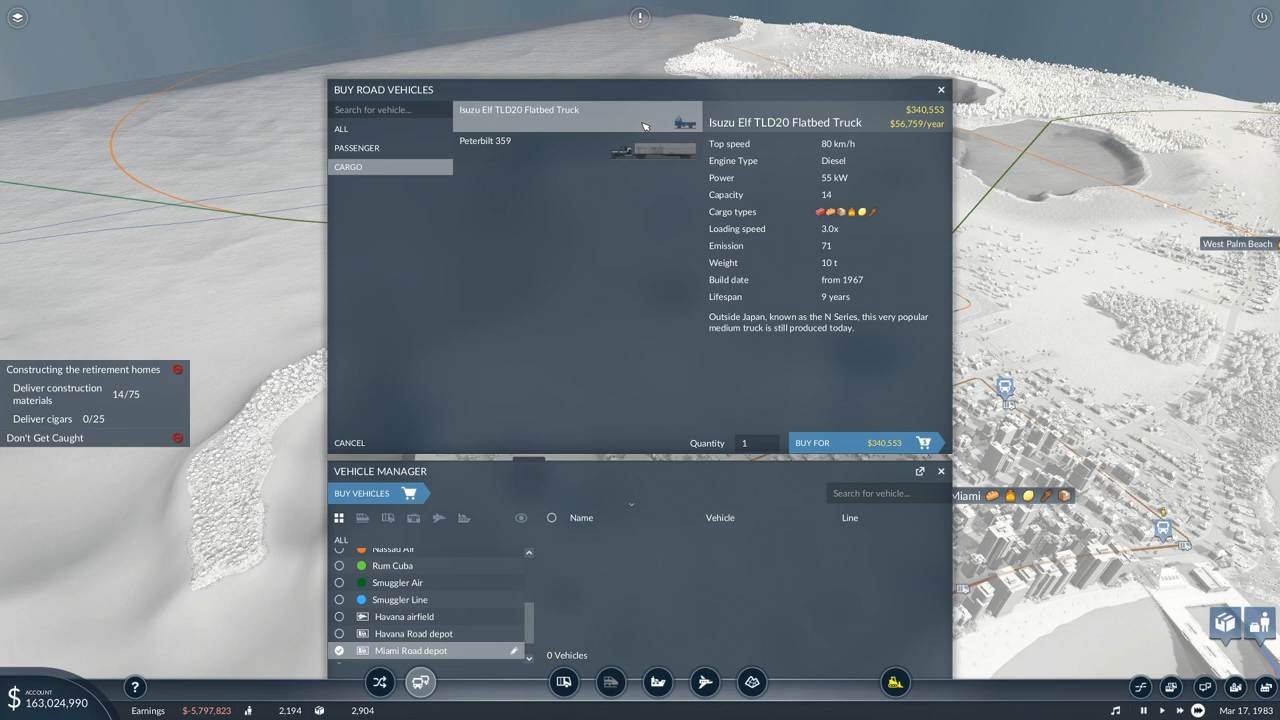 BUY ROAD VEHICLES
Search for vehicle...
ALL
PASSENGER
CARGO
Isuzu Elf TLD20 Flatbed Truck
Peterbilt 359
Isuzu Elf TLD20 Flatbed Truck
$340,553
$56,759/year
Top speed 80 km/h
Engine Type Diesel
Power 55 kW
Capacity 14
Cargo types
Loading speed 3.0x
Emission 71
Weight 10 t
Build date from 1967
Lifespan 9 years
Outside Japan, known as the N Series, this very popular
medium truck is still produced today.
CANCEL
Quantity 1
BUY FOR $340,553
West Palm Beach
Constructing the retirement homes
Deliver construction
materials 14/75
Deliver cigars 0/25
Don't Get Caught
VEHICLE MANAGER
BUY VEHICLES
Search for vehicle...
Name Vehicle Line
ALL
Nassau Air
Rum Cuba
Smuggler Air
Smuggler Line
Havana airfield
Havana Road depot
Miami Road depot
0 Vehicles
Miami
$ ACCOUNT
163,024,990
?
Earnings $-5,797,823 2,194 2,904
Mar 17, 1983